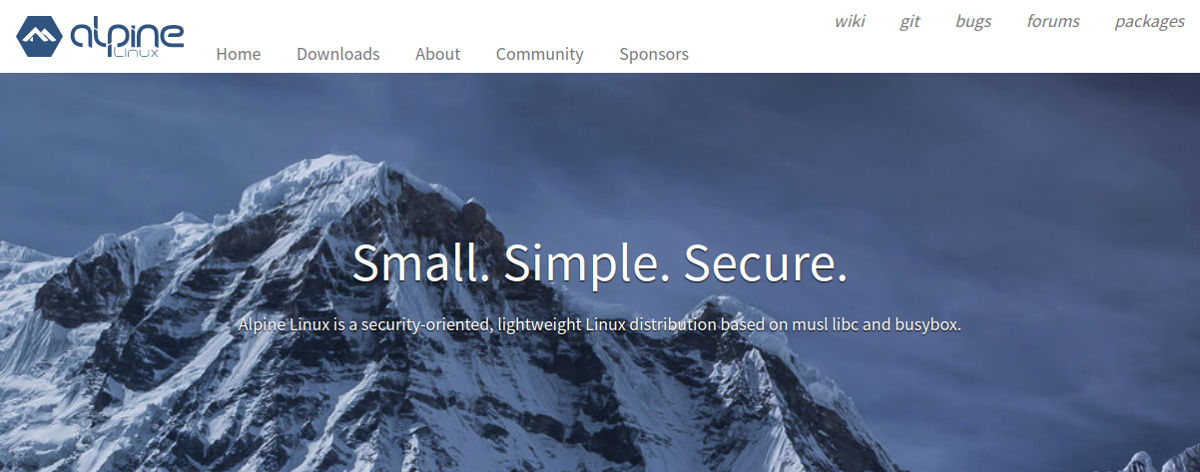 alpine
Linux
wiki git bugs forums packages
Home Downloads About Community Sponsors
Small. Simple. Secure.
Alpine Linux is a security-oriented, lightweight Linux distribution based on musl libc and busybox.